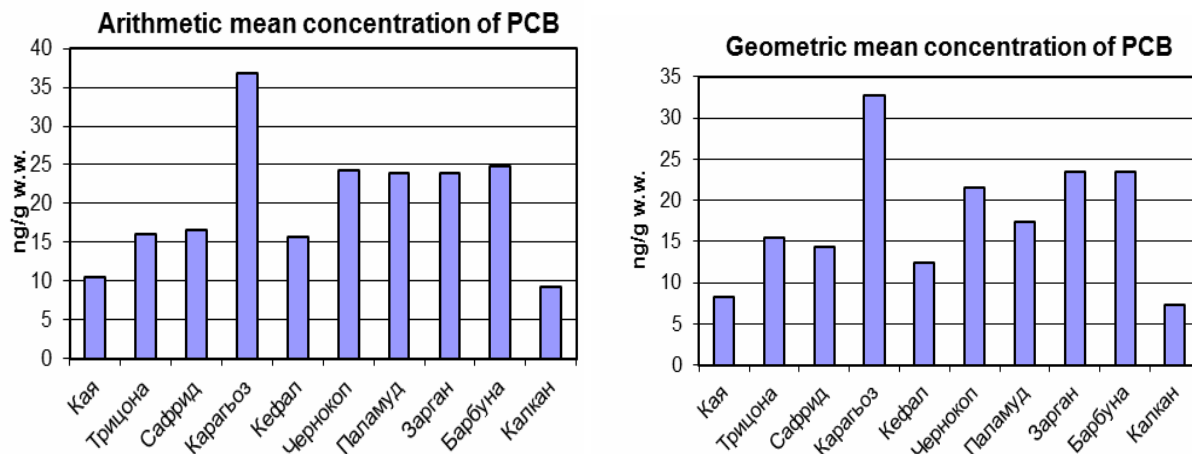 Arithmetic mean concentration of PCB
ng/g w.w.
40
35
30
25
20
15
10
5
0
Кая
Трицона
Сафрид
Карагьоз
Кефал
Чернокоп
Паламуд
Зарган
Барбуна
Калкан
Geometric mean concentration of PCB
ng/g w.w.
35
30
25
20
15
10
5
0
Кая
Трицона
Сафрид
Карагьоз
Кефал
Чернокоп
Паламуд
Зарган
Барбуна
Калкан